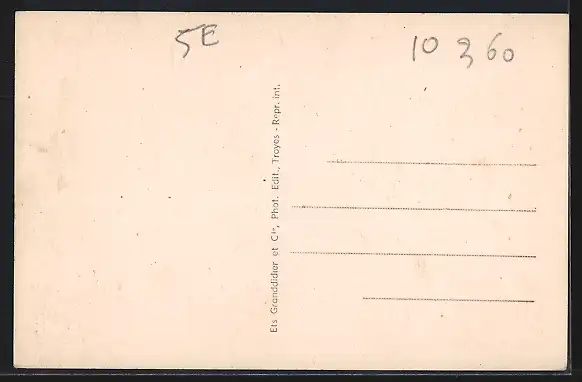 5E
10 360
Ets Granddidier et Cie, Phot. Edit., Troyes - Repr. int.